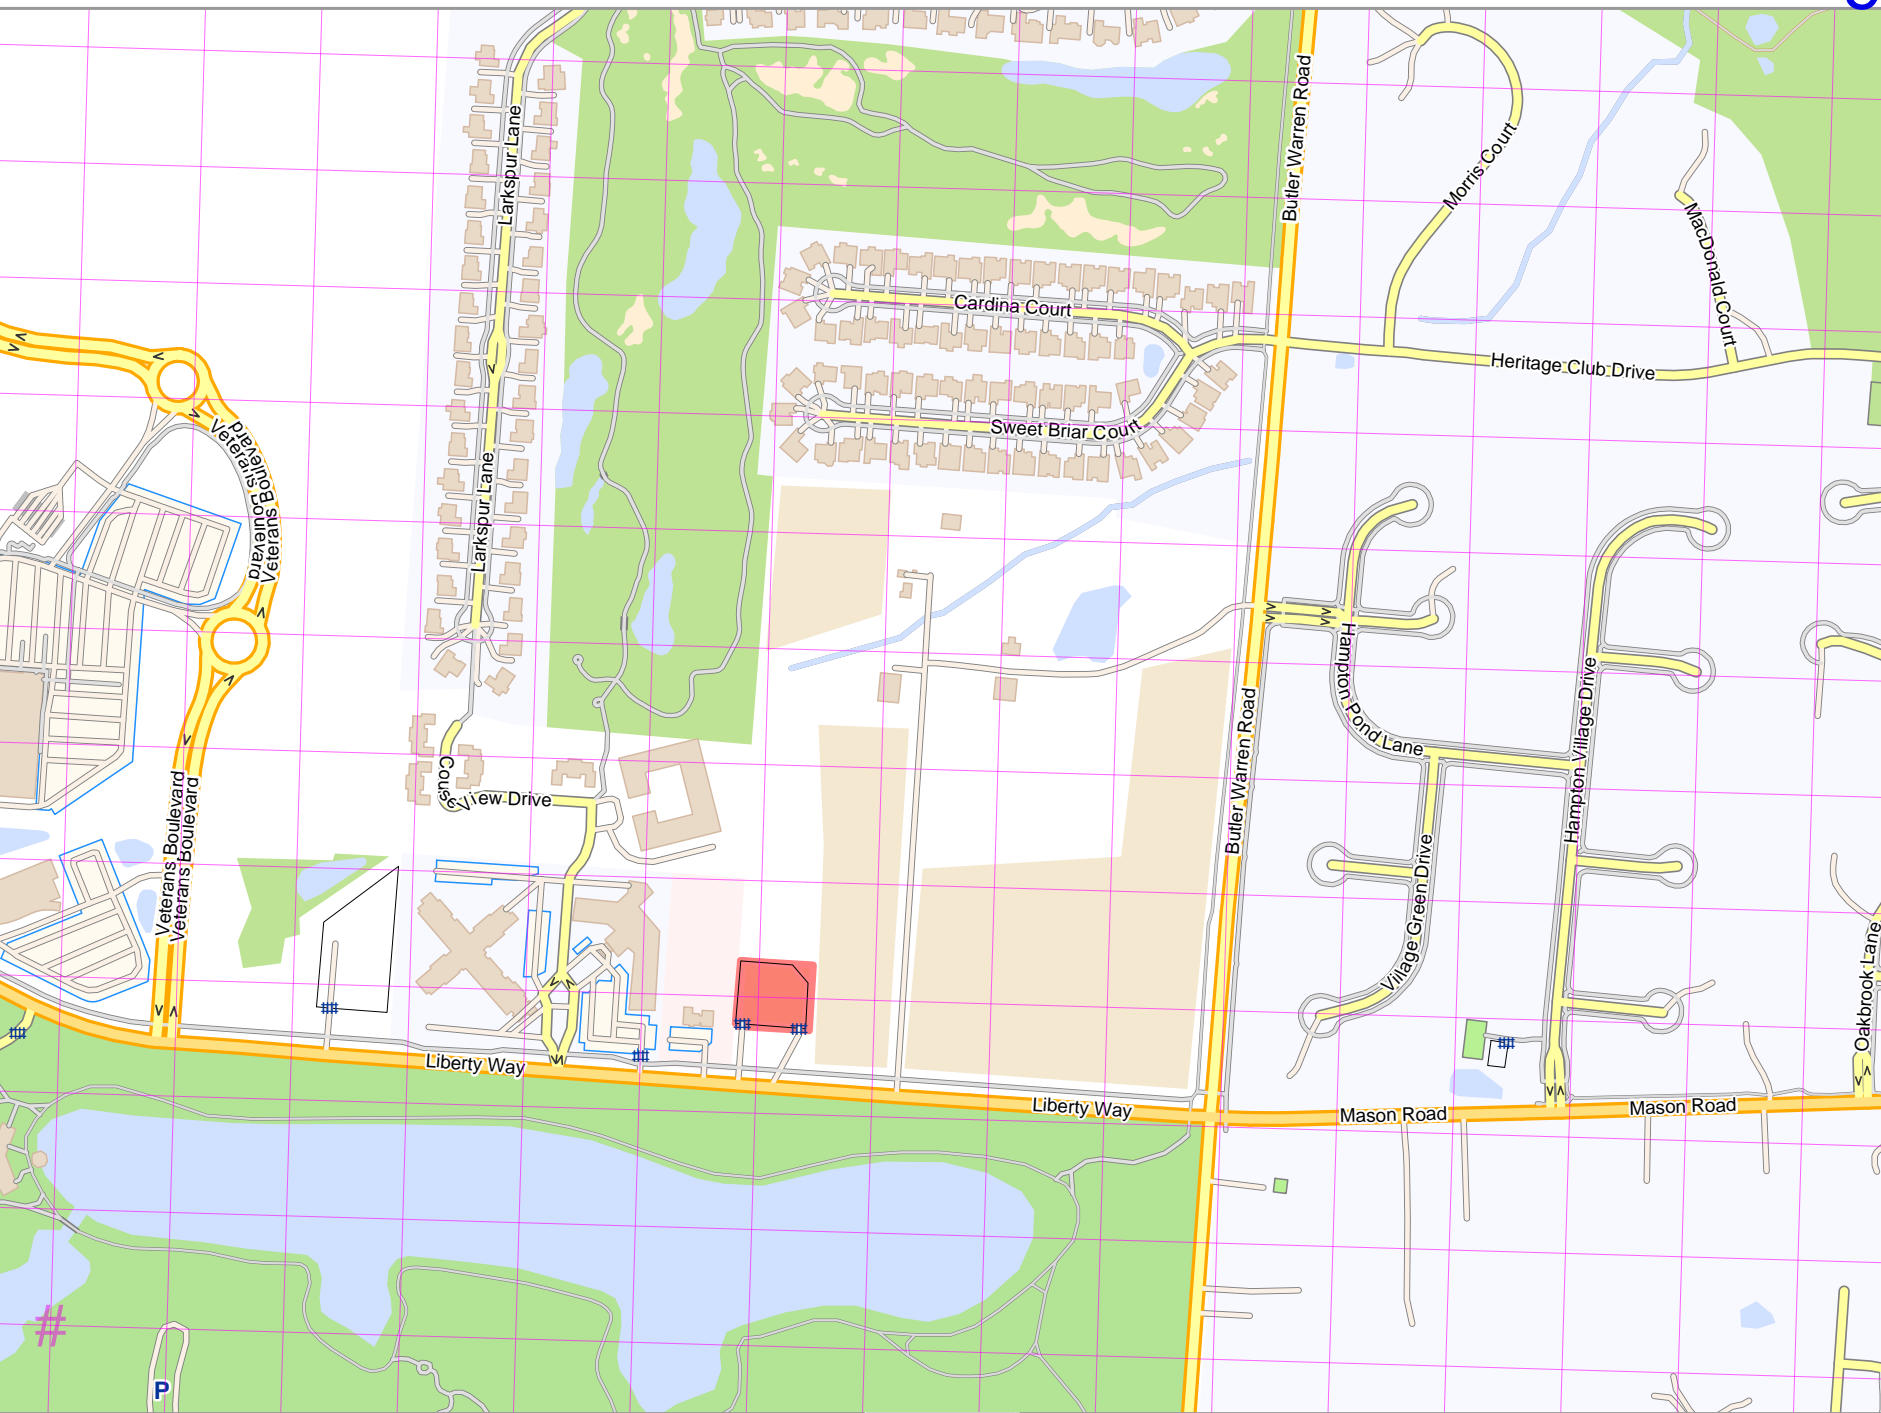 Larkspur Lane
Butler Warren Road
Morris Court
MacDonald Court
Cardina Court
Heritage Club Drive
Sweet Briar Court
Veterans Boulevard
Veterans Boulevard
Larkspur Lane
Hampton Pond Lane
Hampton Village Drive
Butler Warren Road
Course View Drive
Veterans Boulevard
Veterans Boulevard
Village Green Drive
Oakbrook Lane
Liberty Way
Liberty Way
Mason Road
Mason Road
#
P